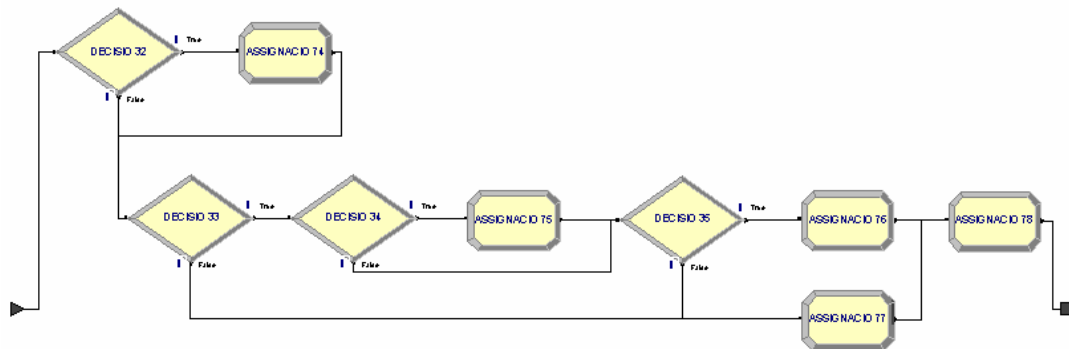 True
DECISIO 32
ASSIGNACIO 74
False
True
True
True
DECISIO 33
DECISIO 34
ASSIGNACIO 75
DECISIO 35
ASSIGNACIO 76
ASSIGNACIO 78
False
False
False
ASSIGNACIO 77